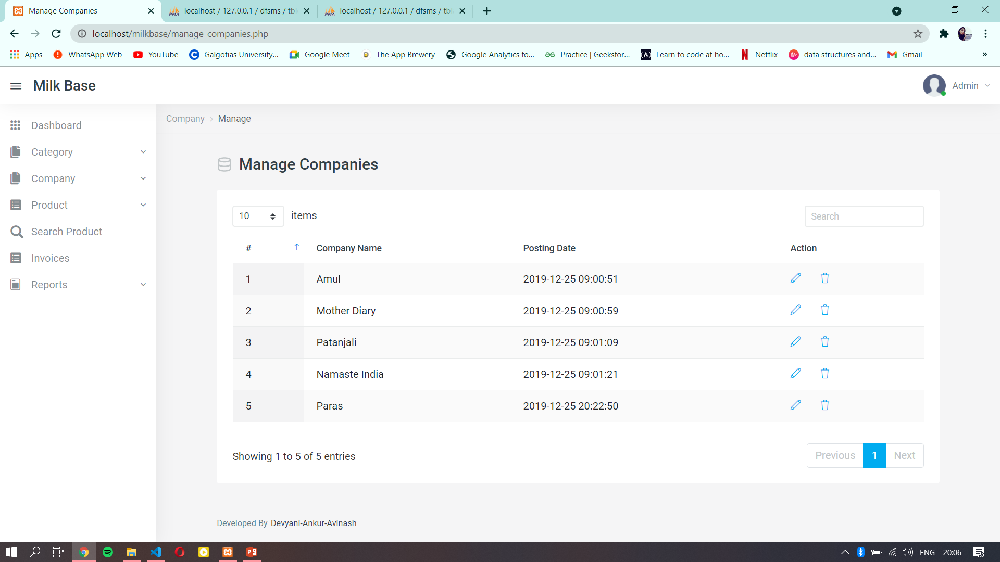 Manage Companies
localhost / 127.0.0.1 / dfsms / tbl
localhost / 127.0.0.1 / dfsms / tbl
localhost/milkbase/manage-companies.php
Apps WhatsApp Web YouTube Galgotias University... Google Meet The App Brewery Google Analytics fo... Practice | Geeksfor... Learn to code at ho... Netflix data structures and... Gmail »
Milk Base
Admin
Dashboard
Category
Company
Product
Search Product
Invoices
Reports
Company > Manage
Manage Companies
10 items
Search
# Company Name Posting Date Action
1 Amul 2019-12-25 09:00:51
2 Mother Diary 2019-12-25 09:00:59
3 Patanjali 2019-12-25 09:01:09
4 Namaste India 2019-12-25 09:01:21
5 Paras 2019-12-25 20:22:50
Showing 1 to 5 of 5 entries
Previous 1 Next
Developed By Devyani-Ankur-Avinash
ENG 20:06